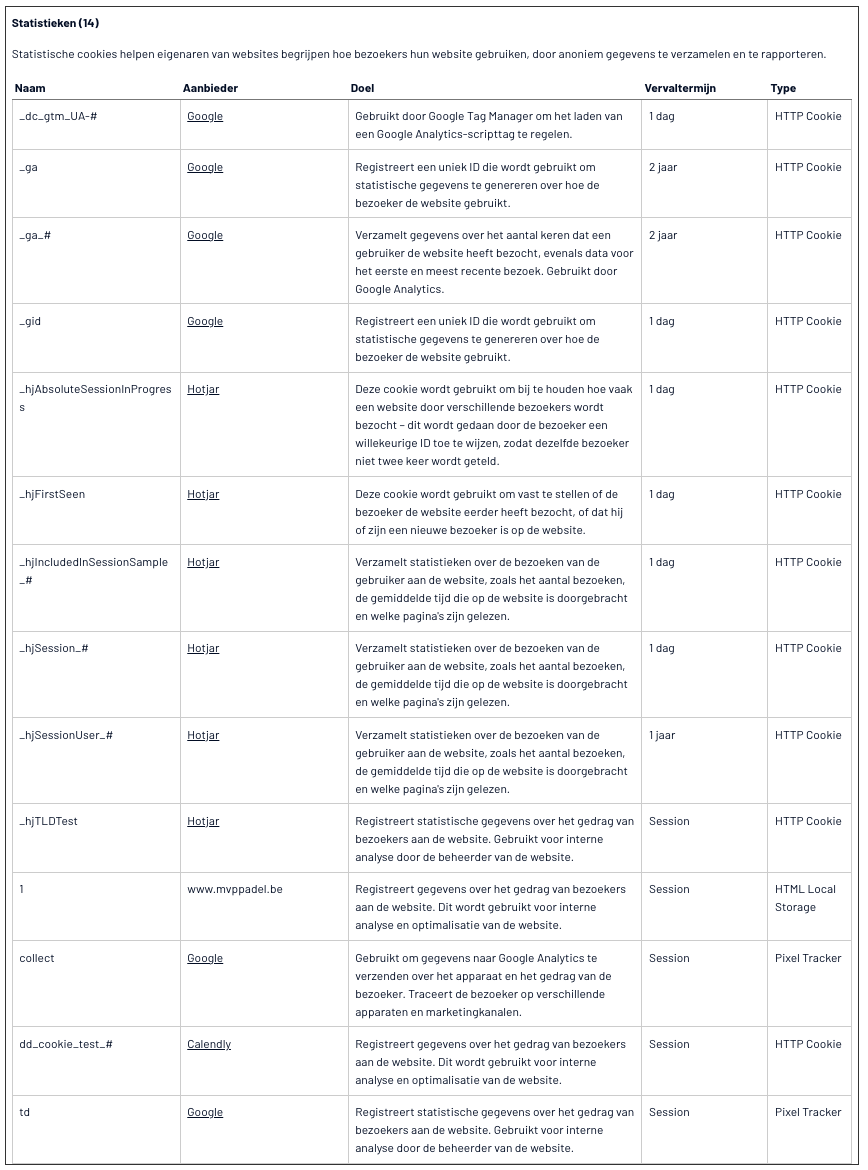 Statistieken (14)
Statistische cookies helpen eigenaren van websites begrijpen hoe bezoekers hun website gebruiken, door anoniem gegevens te verzamelen en te rapporteren.
Naam Aanbieder Doel Vervaltermijn Type
_dc_gtm_UA-# Google Gebruikt door Google Tag Manager om het laden van 1 dag HTTP Cookie
een Google Analytics-scripttag te regelen.
_ga Google Registreert een uniek ID die wordt gebruikt om 2 jaar HTTP Cookie
statistische gegevens te genereren over hoe de
bezoeker de website gebruikt.
_ga_# Google Verzamelt gegevens over het aantal keren dat een 2 jaar HTTP Cookie
gebruiker de website heeft bezocht, evenals data voor
het eerste en meest recente bezoek. Gebruikt door
Google Analytics.
_gid Google Registreert een uniek ID die wordt gebruikt om 1 dag HTTP Cookie
statistische gegevens te genereren over hoe de
bezoeker de website gebruikt.
_hjAbsoluteSessionInProgres Hotjar Deze cookie wordt gebruikt om bij te houden hoe vaak 1 dag HTTP Cookie
s een website door verschillende bezoekers wordt
bezocht – dit wordt gedaan door de bezoeker een
willekeurige ID toe te wijzen, zodat dezelfde bezoeker
niet twee keer wordt geteld.
_hjFirstSeen Hotjar Deze cookie wordt gebruikt om vast te stellen of de 1 dag HTTP Cookie
bezoeker de website eerder heeft bezocht, of dat hij
of zijn een nieuwe bezoeker is op de website.
_hjIncludedInSessionSample Hotjar Verzamelt statistieken over de bezoeken van de 1 dag HTTP Cookie
_# gebruiker aan de website, zoals het aantal bezoeken,
de gemiddelde tijd die op de website is doorgebracht
en welke pagina's zijn gelezen.
_hjSession_# Hotjar Verzamelt statistieken over de bezoeken van de 1 dag HTTP Cookie
gebruiker aan de website, zoals het aantal bezoeken,
de gemiddelde tijd die op de website is doorgebracht
en welke pagina's zijn gelezen.
_hjSessionUser_# Hotjar Verzamelt statistieken over de bezoeken van de 1 jaar HTTP Cookie
gebruiker aan de website, zoals het aantal bezoeken,
de gemiddelde tijd die op de website is doorgebracht
en welke pagina's zijn gelezen.
_hjTLDTest Hotjar Registreert statistische gegevens over het gedrag van Session HTTP Cookie
bezoekers aan de website. Gebruikt voor interne
analyse door de beheerder van de website.
1 www.mvppadel.be Registreert gegevens over het gedrag van bezoekers Session HTML Local
aan de website. Dit wordt gebruikt voor interne Storage
analyse en optimalisatie van de website.
collect Google Gebruikt om gegevens naar Google Analytics te Session Pixel Tracker
verzenden over het apparaat en het gedrag van de
bezoeker. Traceert de bezoeker op verschillende
apparaten en marketingkanalen.
dd_cookie_test_# Calendly Registreert gegevens over het gedrag van bezoekers Session HTTP Cookie
aan de website. Dit wordt gebruikt voor interne
analyse en optimalisatie van de website.
td Google Registreert statistische gegevens over het gedrag van Session Pixel Tracker
bezoekers aan de website. Gebruikt voor interne
analyse door de beheerder van de website.